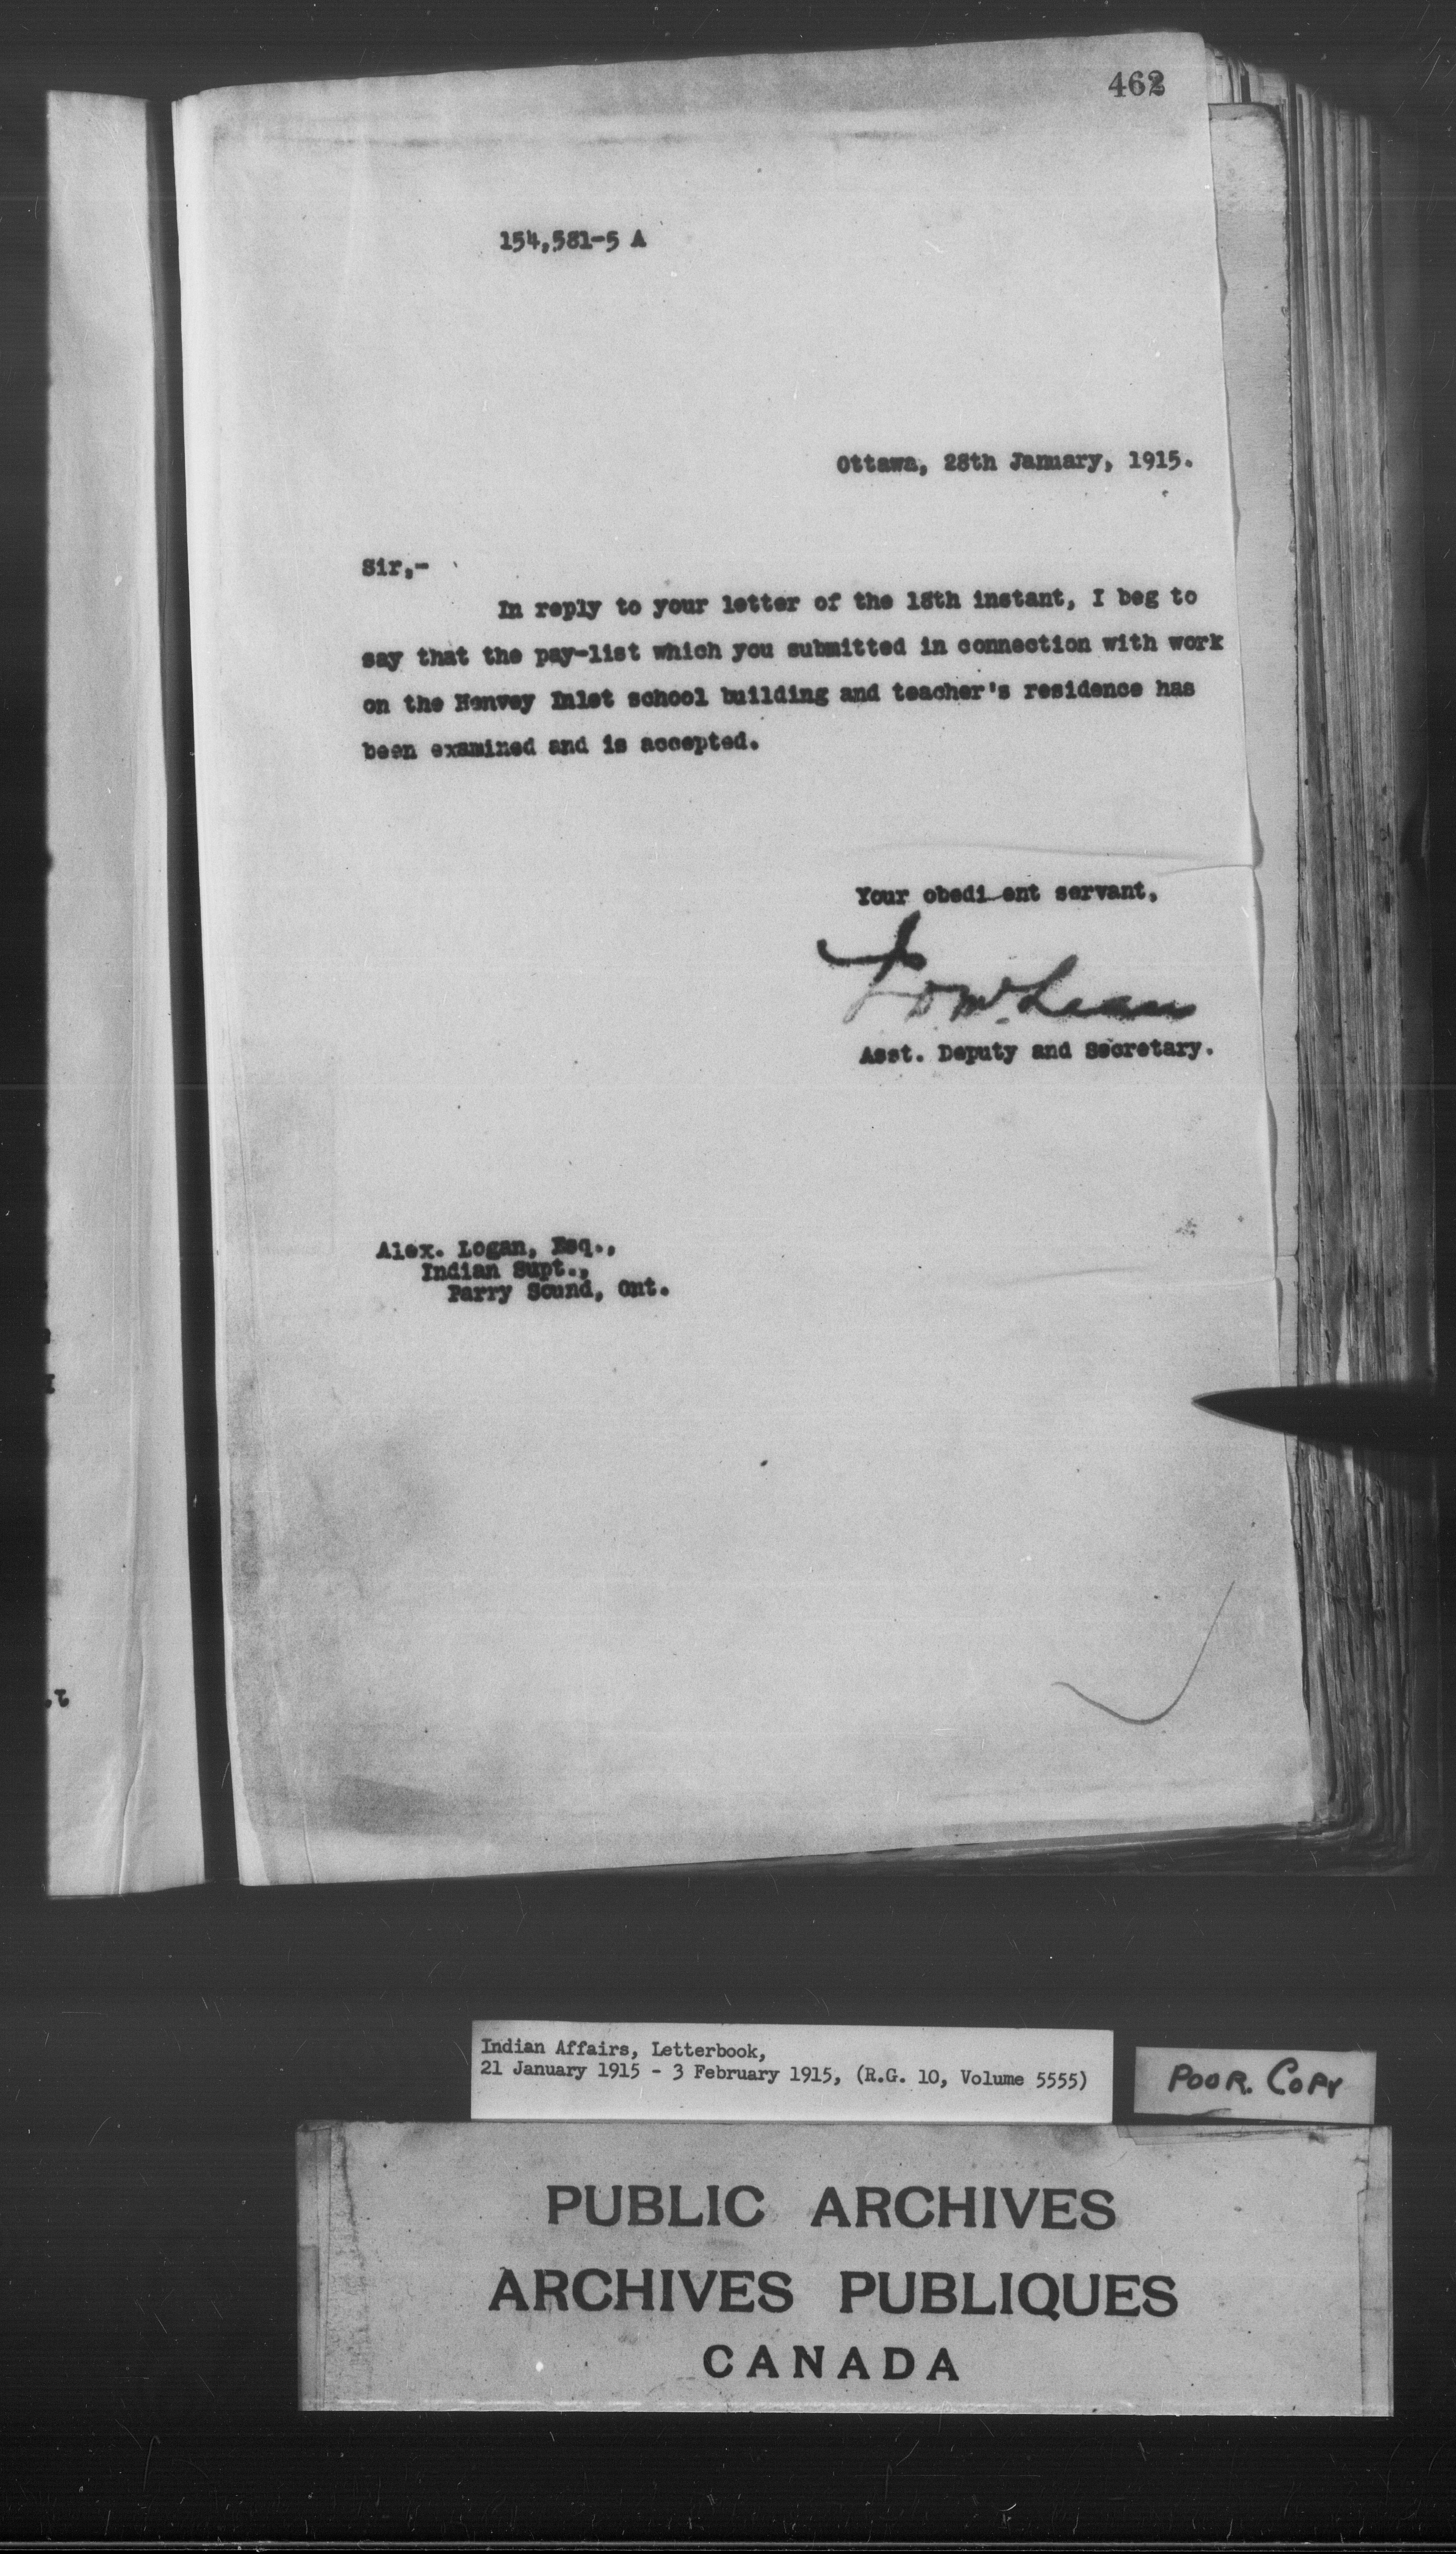 462
154,581-5 A
Ottawa, 28th January, 1915.
Sir,-
In reply to your letter of the 18th instant, I beg to
say that the pay-list which you submitted in connection with work
on the Henvey Inlet school building and teacher's residence has
been examined and is accepted.
Your obedient servant,
J D McLean
Asst. Deputy and Secretary.
Alex. Logan, Esq.,
Indian Supt.,
Parry Sound, Ont.
Indian Affairs, Letterbook,
21 January 1915 - 3 February 1915, (R.G. 10, Volume 5555)
POOR. COPY
PUBLIC ARCHIVES
ARCHIVES PUBLIQUES
CANADA